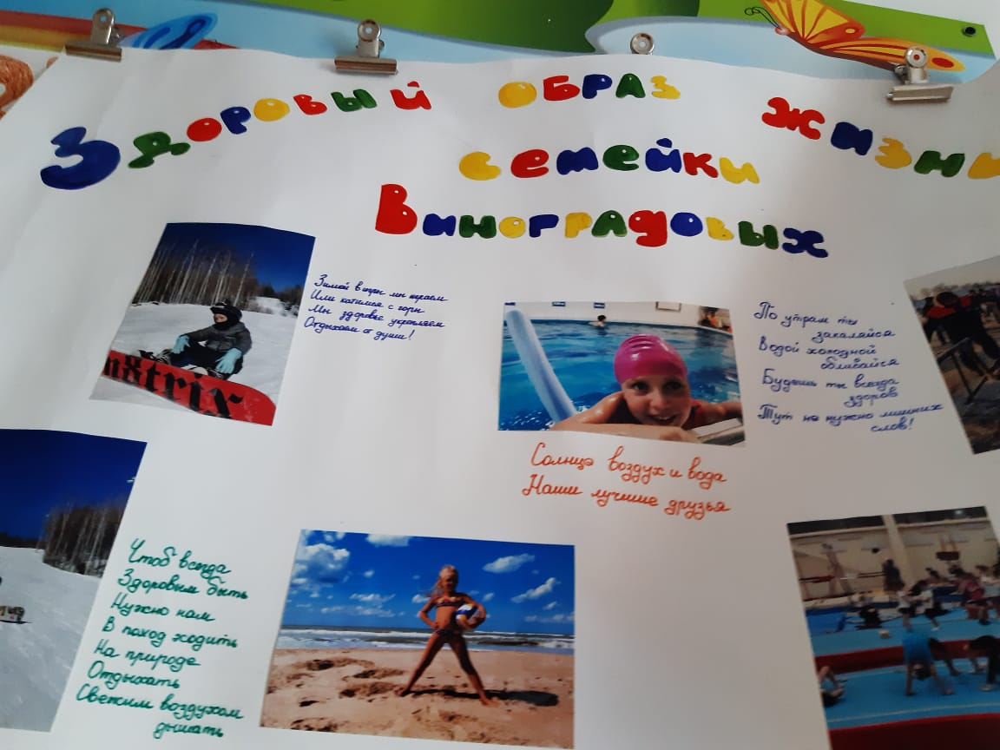 Здоровый образ жизни
семейки
Виноградовых
Зимой в игры мы играем
Или катимся с горы
Мы здоровье укрепляем
Отдыхаем от души!
matrix
По утрам ты
закаляйся
Водой холодной
обливайся
Будешь ты всегда
здоров
Тут не нужно лишних
слов!
Солнце воздух и вода
Наши лучшие друзья
Чтоб всегда
Здоровым быть
Нужно нам
В поход ходить
На природе
Отдыхать
Свежим воздухом
дышать